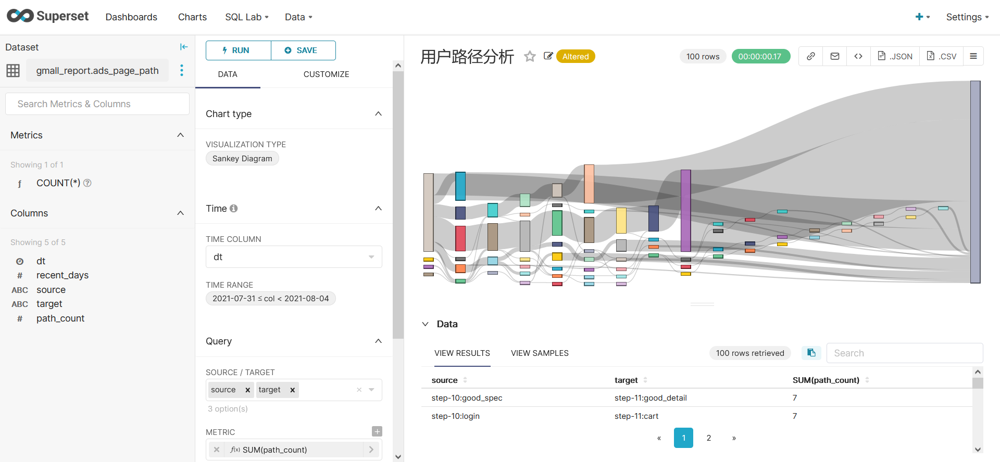 Superset Dashboards Charts SQL Lab Data Settings
Dataset
gmall_report.ads_page_path
Search Metrics & Columns
Metrics
Showing 1 of 1
f COUNT(*) ?
Columns
Showing 5 of 5
dt
# recent_days
ABC source
ABC target
# path_count
RUN SAVE
DATA CUSTOMIZE
Chart type
VISUALIZATION TYPE
Sankey Diagram
Time i
TIME COLUMN
dt
TIME RANGE
2021-07-31 ≤ col < 2021-08-04
Query
SOURCE / TARGET
source x target x ×
3 option(s)
METRIC +
× f(x) SUM(path_count)
用户路径分析 Altered 100 rows 00:00:00.17 .JSON .CSV
Data
VIEW RESULTS VIEW SAMPLES 100 rows retrieved Search
source target SUM(path_count)
step-10:good_spec step-11:good_detail 7
step-10:login step-11:cart 7
« 1 2 »